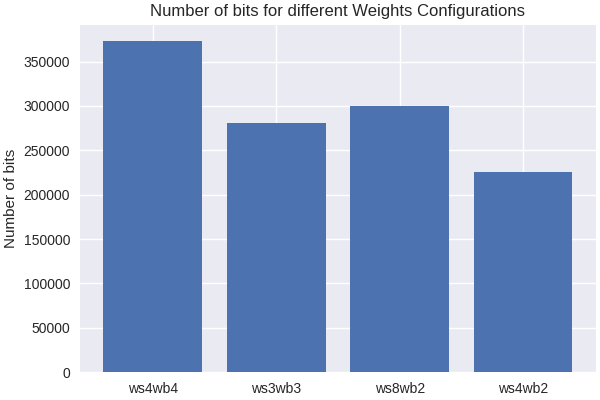 Number of bits for different Weights Configurations
Number of bits
350000
300000
250000
200000
150000
100000
50000
0
ws4wb4 ws3wb3 ws8wb2 ws4wb2